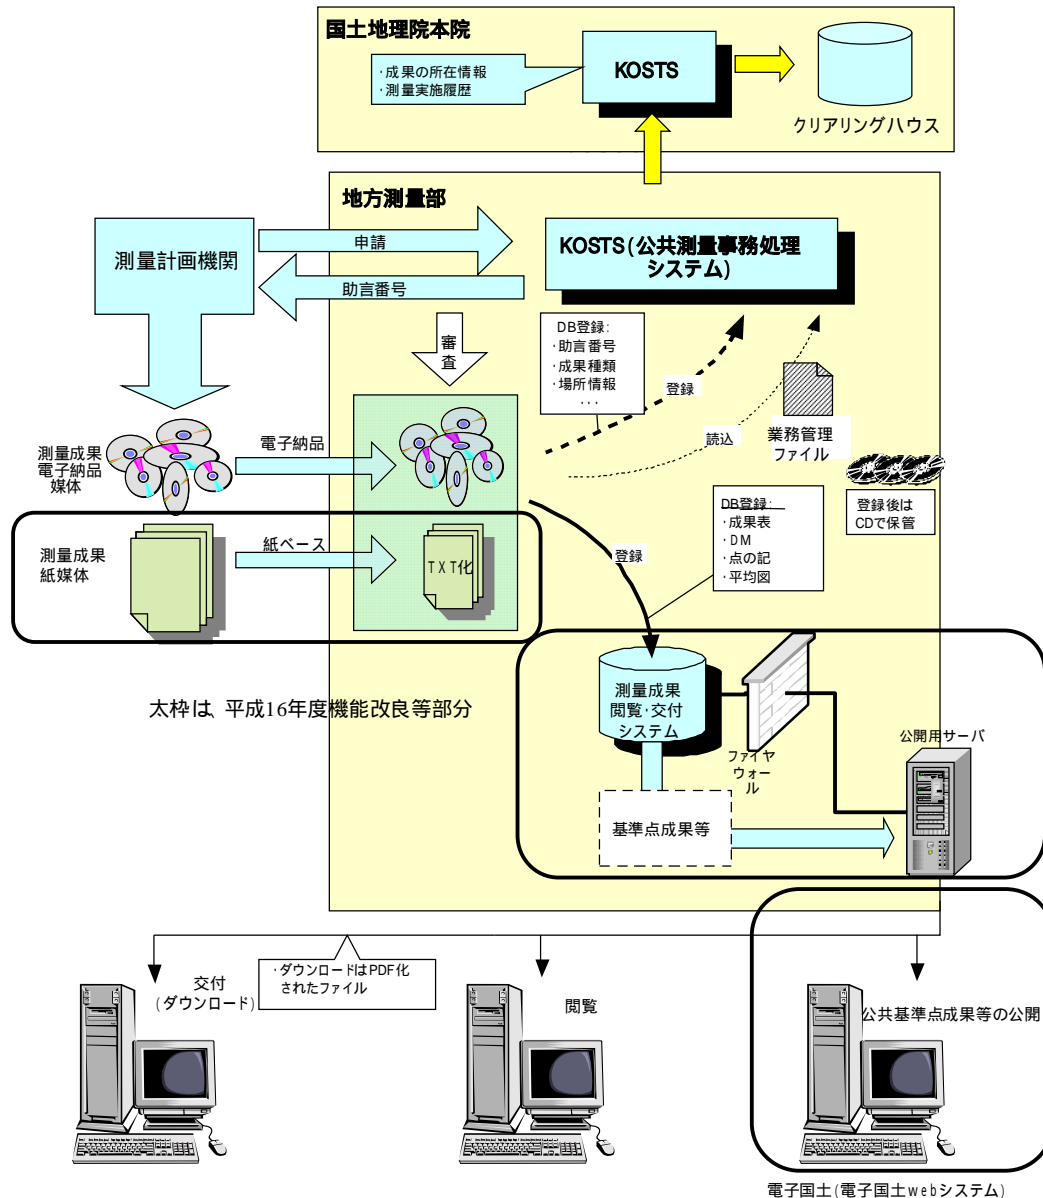 国土地理院本院
・成果の所在情報
・測量実施履歴
KOSTS
クリアリングハウス
地方測量部
測量計画機関
申請
助言番号
KOSTS(公共測量事務処理
システム)
審
査
DB登録:
・助言番号
・成果種類
・場所情報
・・・
登録
読込
業務管理
ファイル
測量成果
電子納品
媒体
電子納品
登録後は
CDで保管
DB登録:
・成果表
・DM
・点の記
・平均図
測量成果
紙媒体
紙ベース
TXT化
登録
太枠は、平成16年度機能改良等部分
測量成果
閲覧・交付
システム
ファイヤ
ウォー
ル
公開用サーバ
基準点成果等
交付
(ダウンロード)
・ダウンロードはPDF化
されたファイル
閲覧
公共基準点成果等の公開
電子国土(電子国土webシステム)